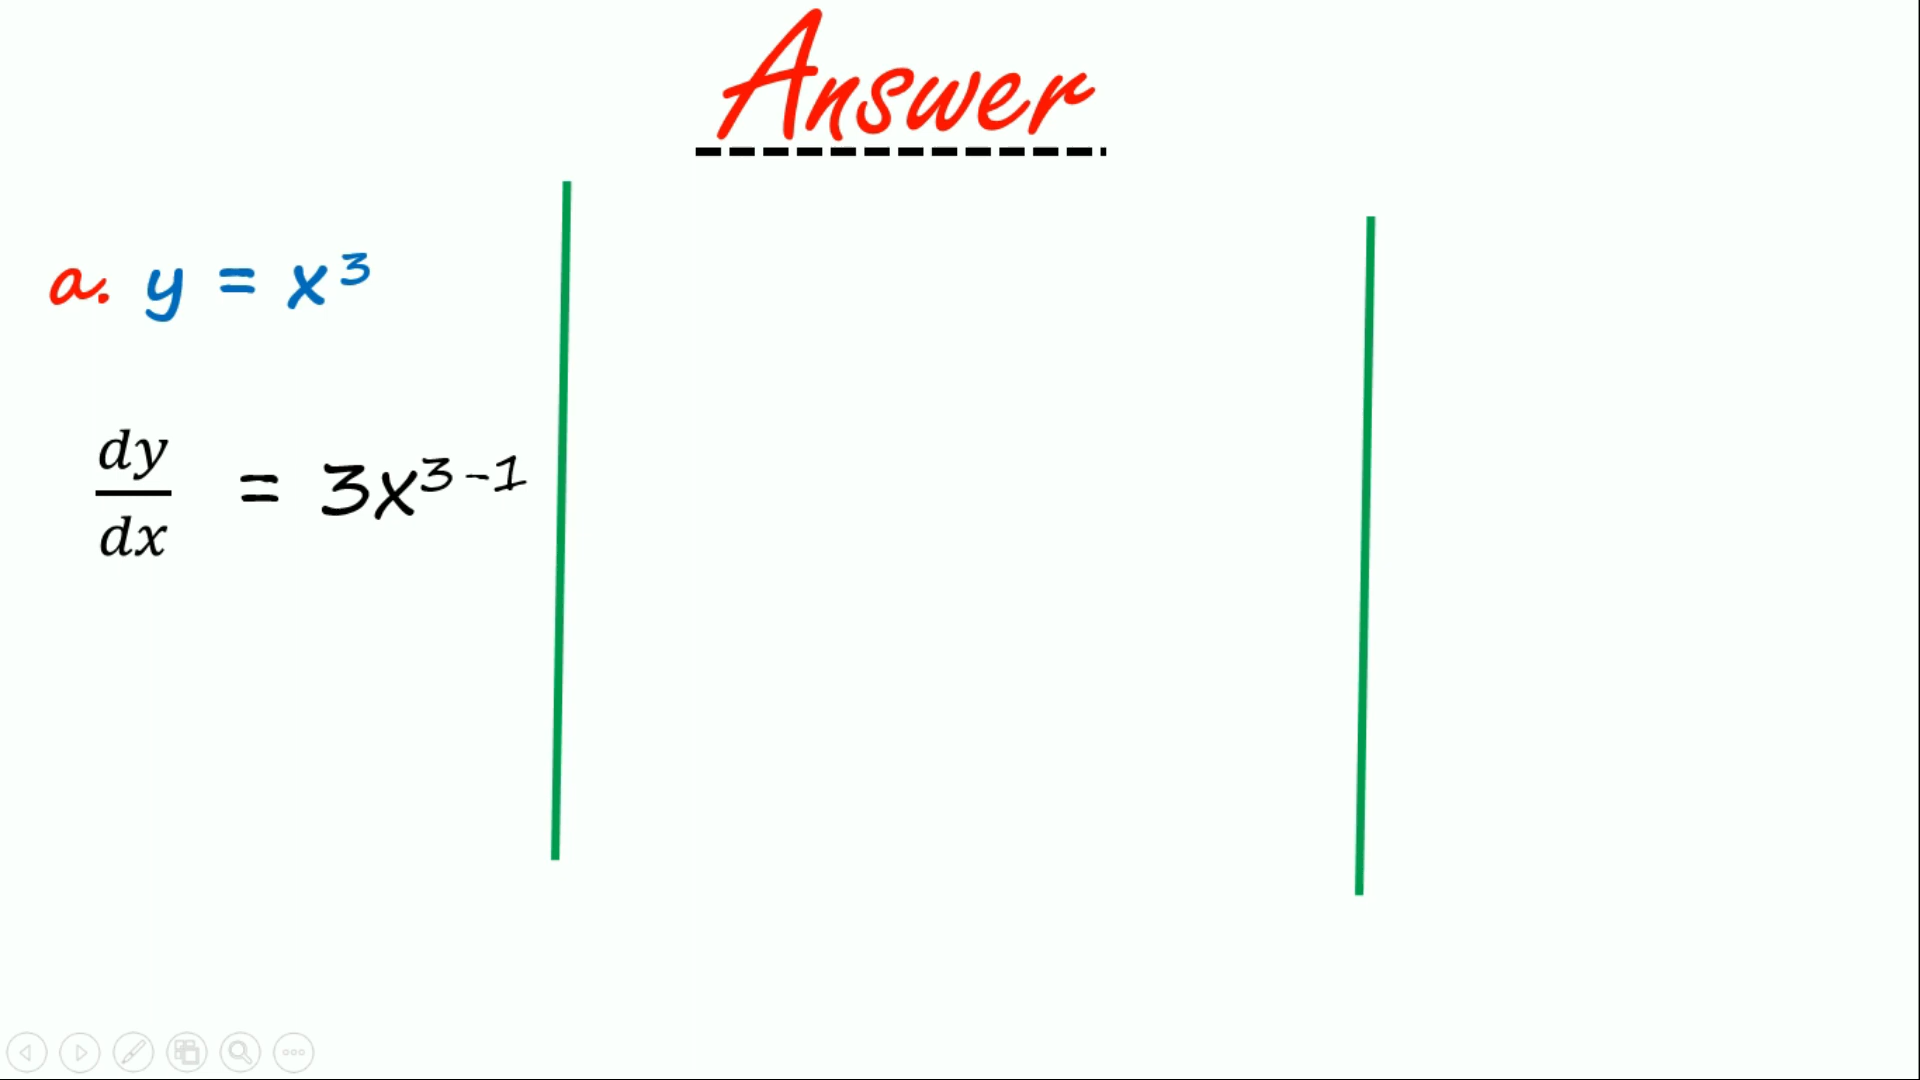 Answer
a. y = x³
dy/dx = 3x³⁻¹